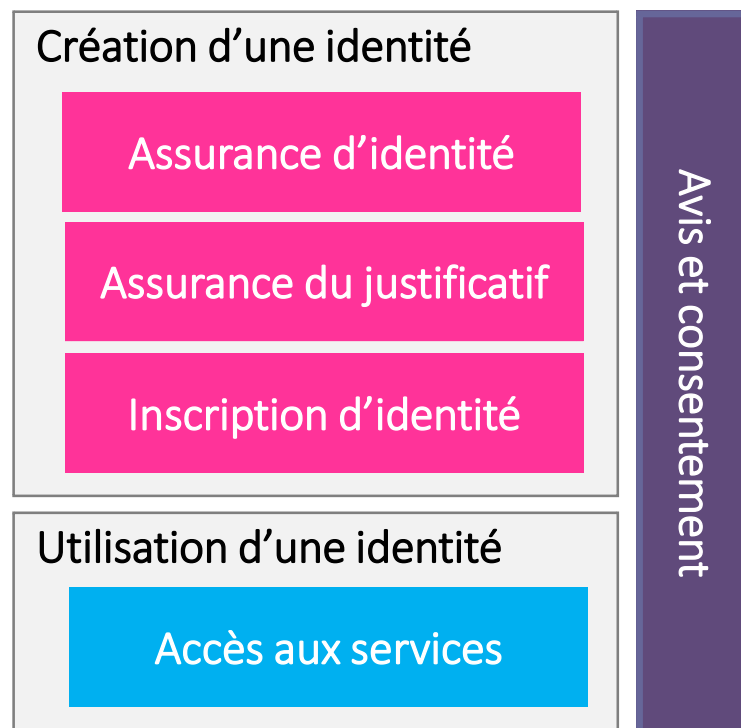 Création d’une identité
Assurance d’identité
Assurance du justificatif
Inscription d’identité
Utilisation d’une identité
Accès aux services
Avis et consentement